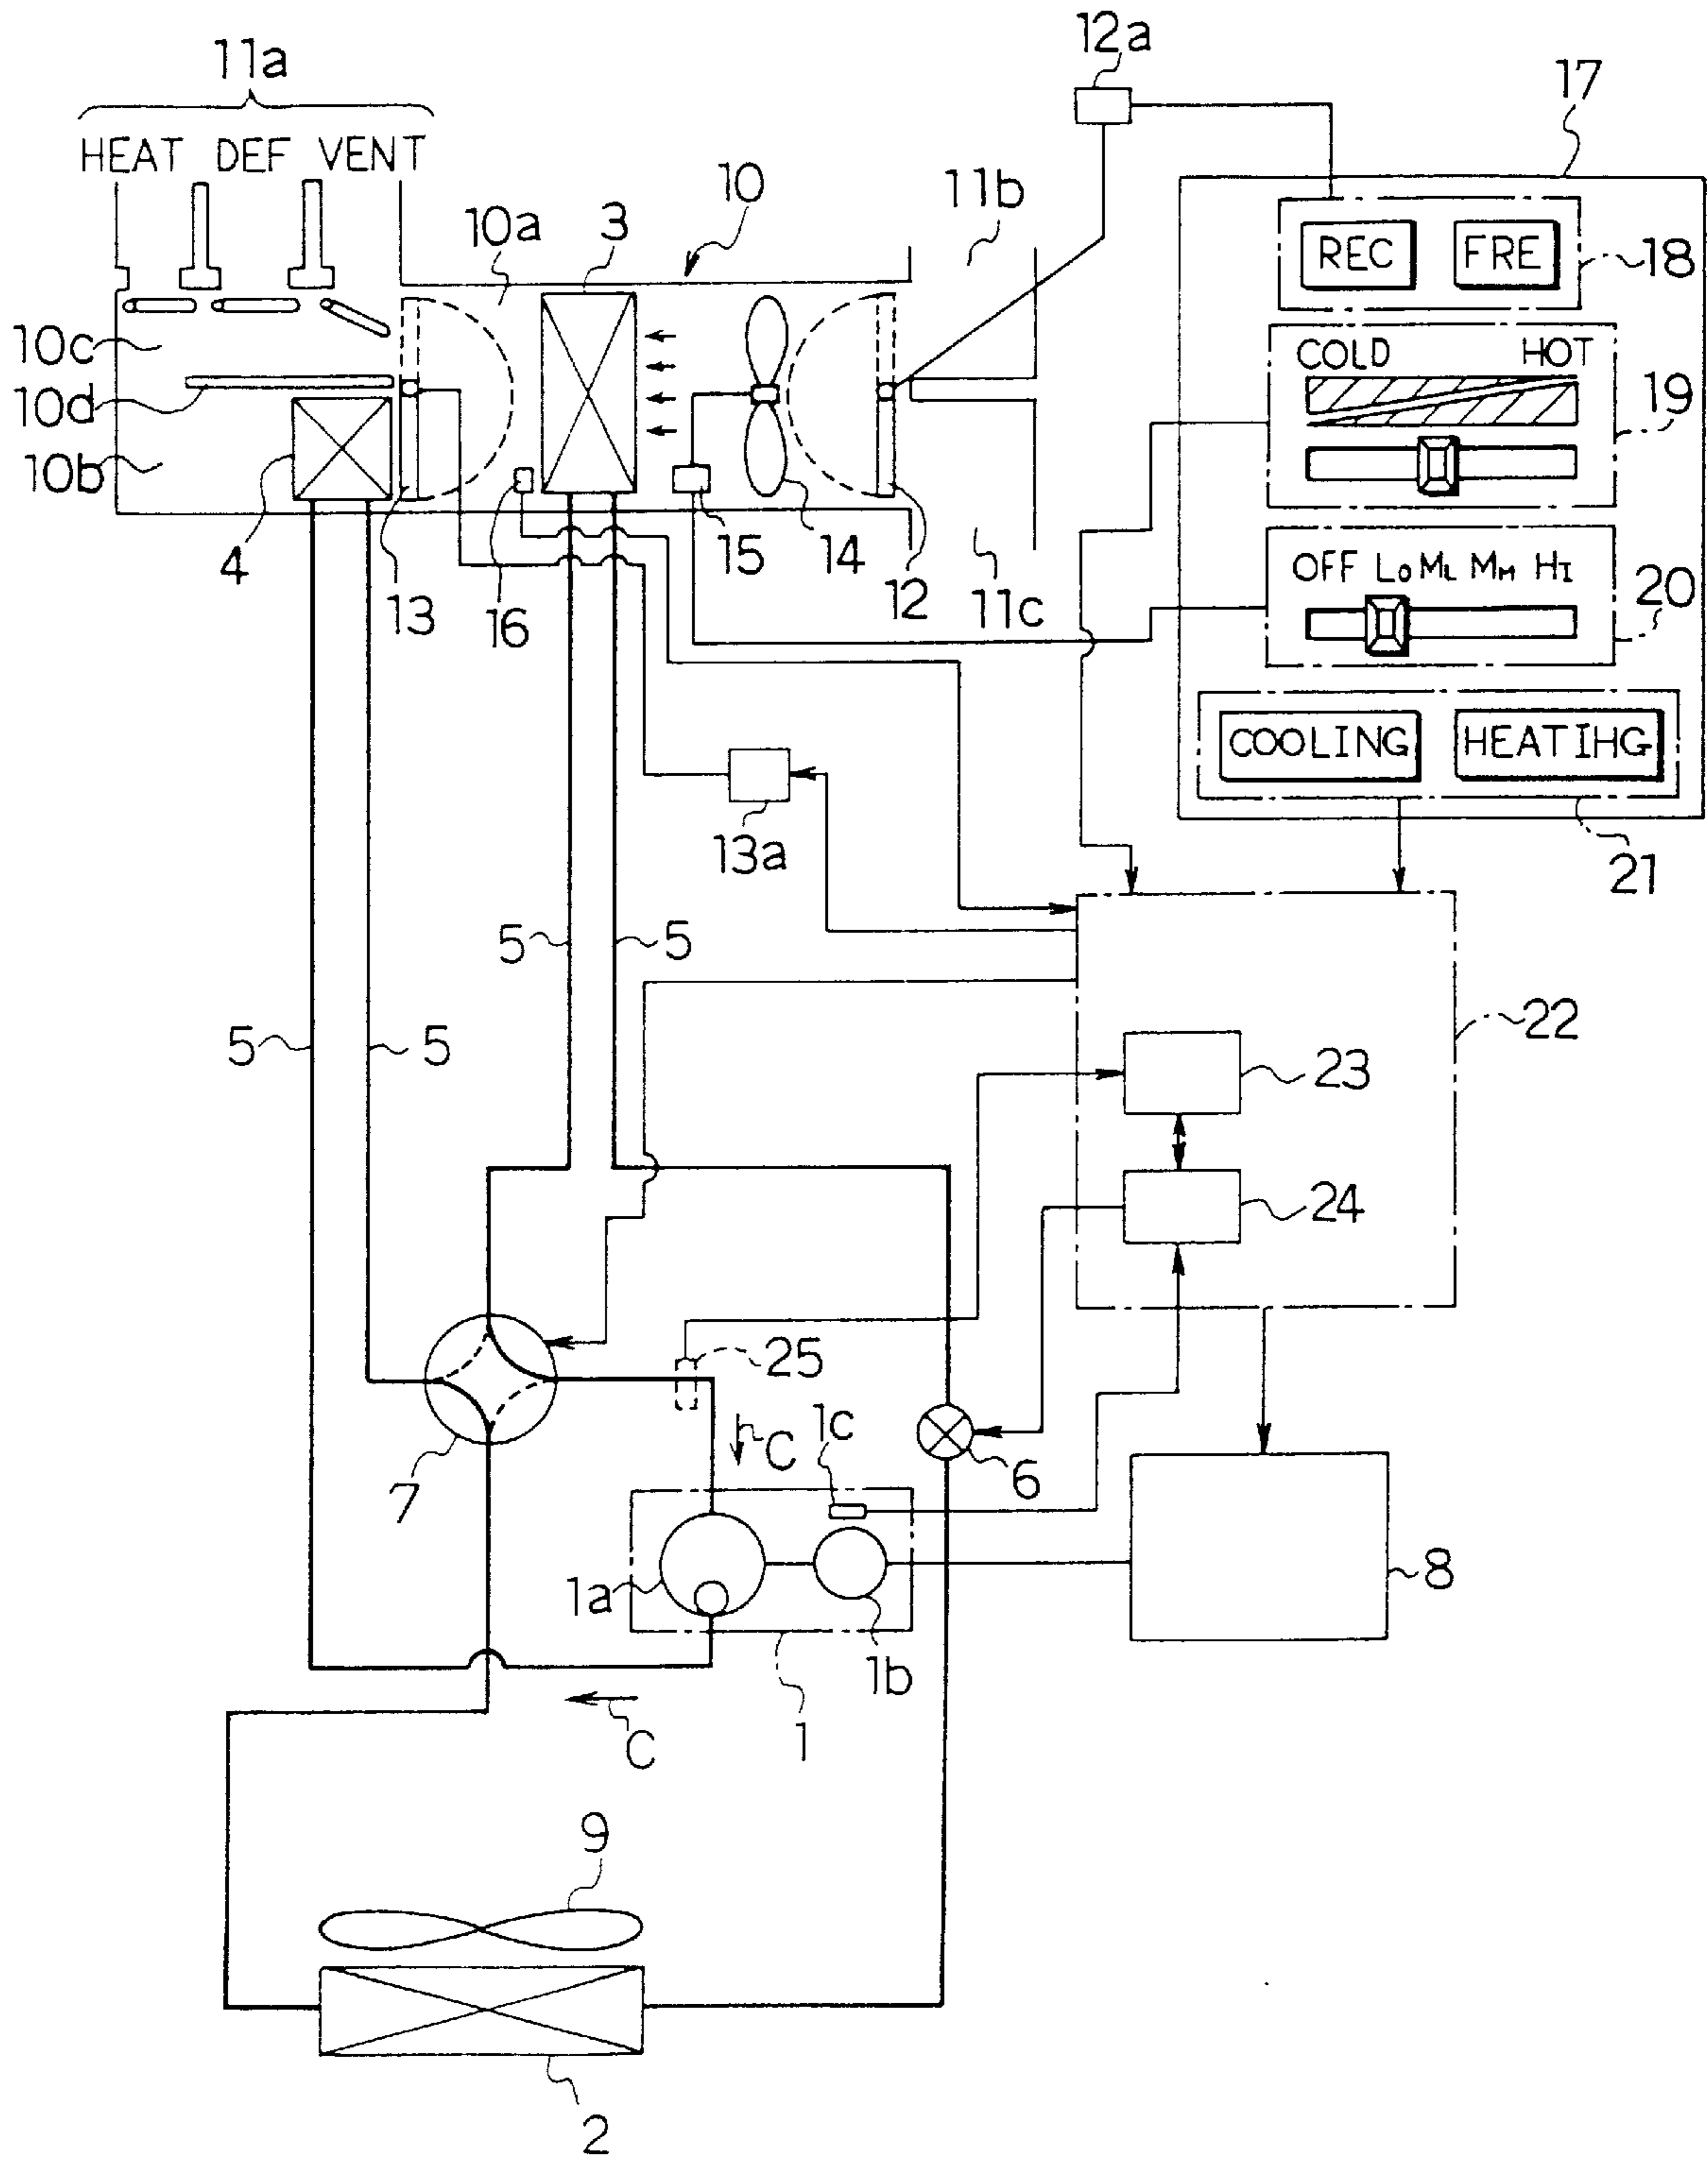 12a
11a
17
HEAT DEF VENT
10
11b
10a
3
REC FRE
18
10c
COLD HOT
10d
19
10b
4
13
16
15
14
12
11c
OFF LO ML MM HI
20
COOLING HEATIHG
13a
21
5
5
22
5
5
23
24
25
C
1c
6
7
1a
8
1b
C
1
9
2